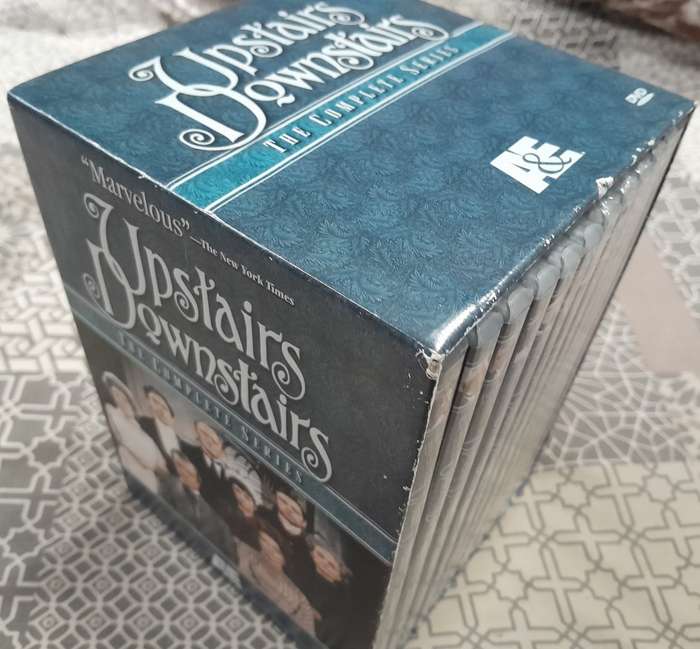 Upstairs
Downstairs
THE COMPLETE SERIES
DVD
A&E
"Marvelous"
—The New York Times
Upstairs
Downstairs
THE COMPLETE SERIES